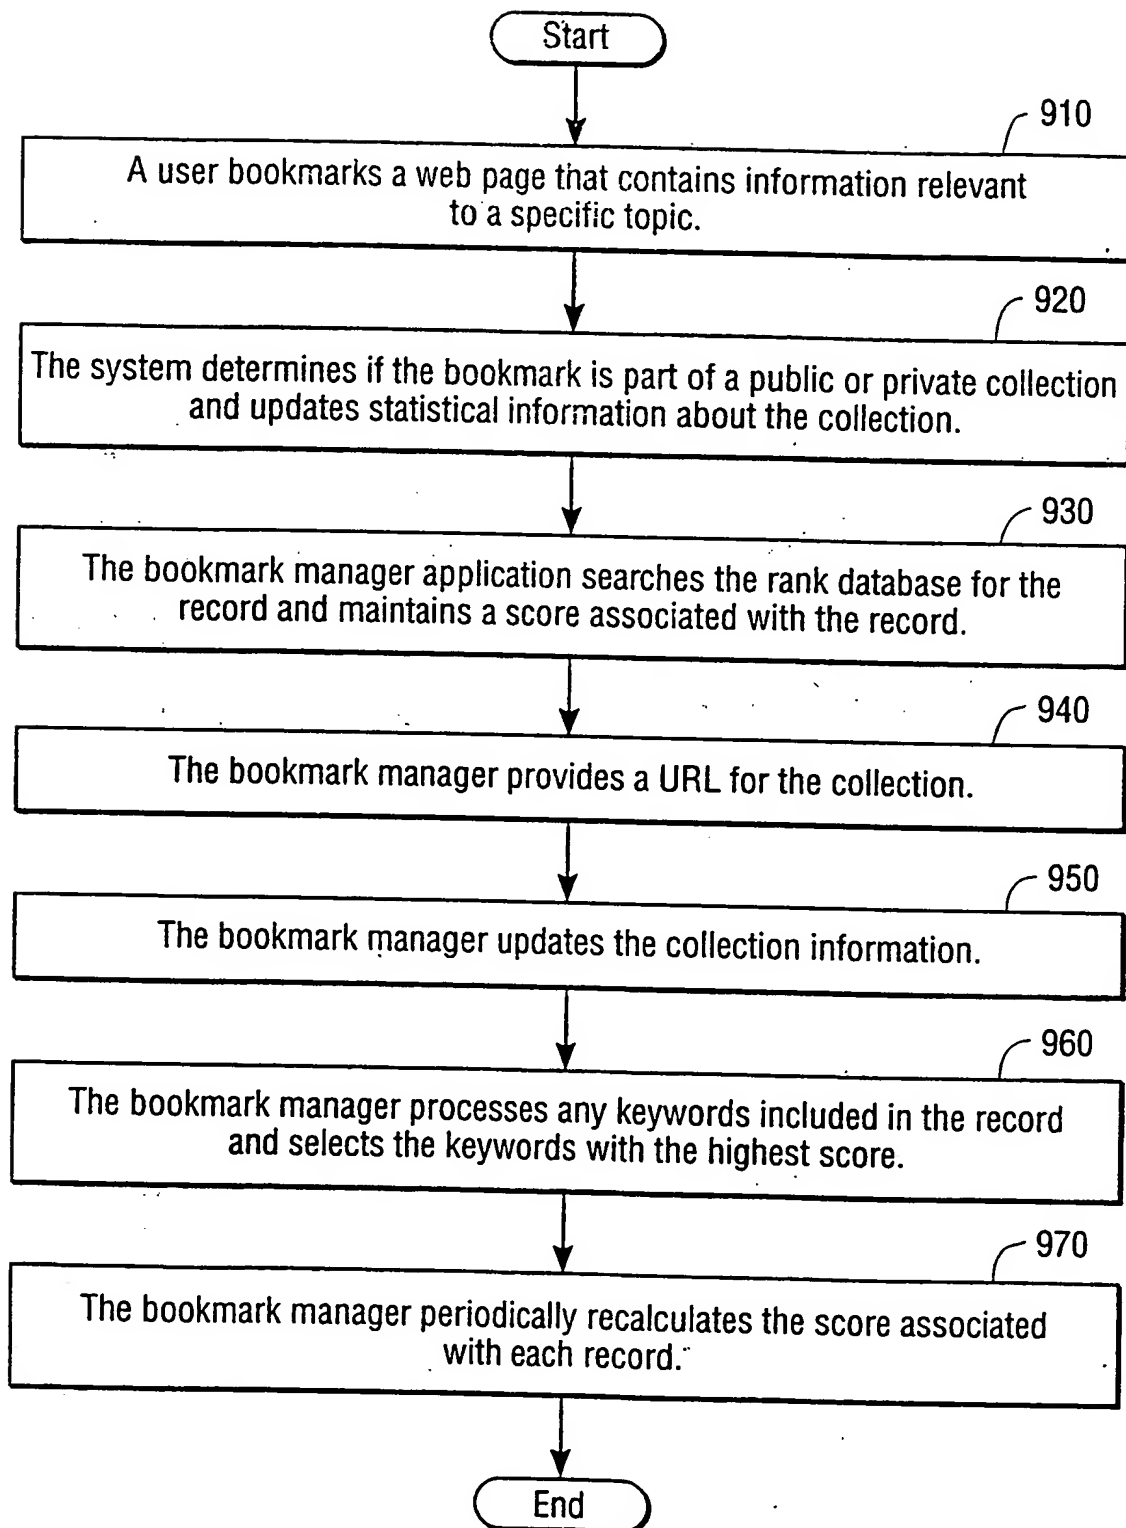 Start
910
A user bookmarks a web page that contains information relevant
to a specific topic.
920
The system determines if the bookmark is part of a public or private collection
and updates statistical information about the collection.
930
The bookmark manager application searches the rank database for the
record and maintains a score associated with the record.
940
The bookmark manager provides a URL for the collection.
950
The bookmark manager updates the collection information.
960
The bookmark manager processes any keywords included in the record
and selects the keywords with the highest score.
970
The bookmark manager periodically recalculates the score associated
with each record.
End